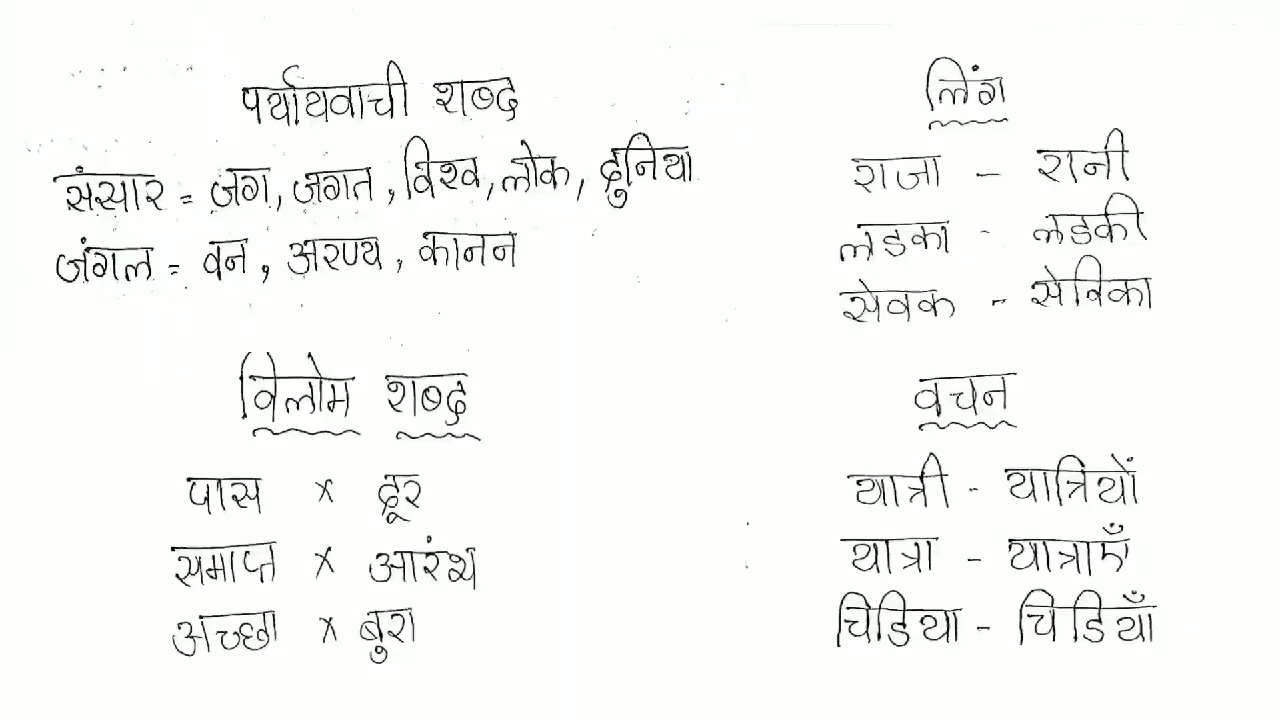 पर्यायवाची शब्द
संसार = जग, जगत, विश्व, लोक, दुनिया
जंगल = वन, अरण्य, कानन
विलोम शब्द
पास × दूर
समाप्त × आरंभ
अच्छा × बुरा
लिंग
राजा - रानी
लडका - लडकी
सेवक - सेविका
वचन
यात्री - यात्रियों
यात्रा - यात्राएँ
चिडिया - चिडियाँ